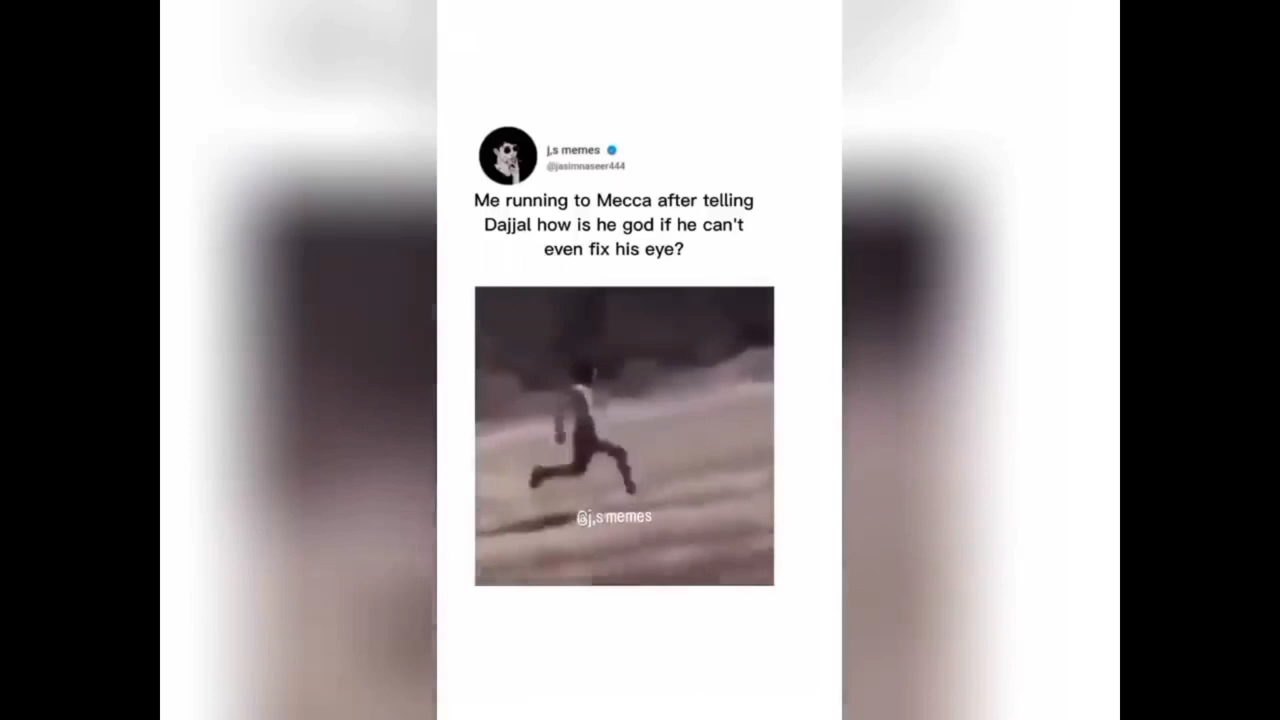 j,s memes
@jasimnaseer444
Me running to Mecca after telling
Dajjal how is he god if he can't
even fix his eye?
@j,s memes